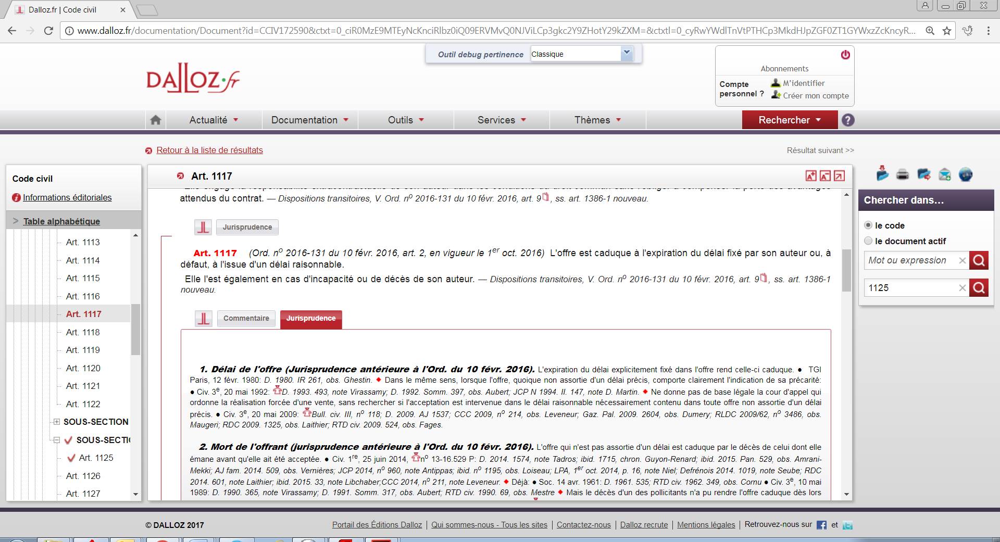 Dalloz.fr | Code civil
www.dalloz.fr/documentation/Document?id=CCIV172590&ctxt=0_ciR0MzE9MTEyNcKnciRlbz0iQ09ERVMvQ0NJViLCp3gkc2Y9ZHotY29kZXM=&ctxtl=0_cyRwYWdlTnVtPTHCp3MkdHJpZGF0ZT1GYWxzZcKncyR...
Outil debug pertinence Classique
DALLOZ.fr
Abonnements
Compte personnel ?
M'identifier
Créer mon compte
Actualité Documentation Outils Services Thèmes Rechercher ?
Retour à la liste de résultats
Résultat suivant >>
Code civil
Informations éditoriales
> Table alphabétique
Art. 1113
Art. 1114
Art. 1115
Art. 1116
Art. 1117
Art. 1118
Art. 1119
Art. 1120
Art. 1121
Art. 1122
SOUS-SECTION
SOUS-SECTI
Art. 1125
Art. 1126
Art. 1127
Art. 1117
attendus du contrat. — Dispositions transitoires, V. Ord. nº 2016-131 du 10 févr. 2016, art. 9, ss. art. 1386-1 nouveau.
Jurisprudence
Art. 1117 (Ord. nº 2016-131 du 10 févr. 2016, art. 2, en vigueur le 1er oct. 2016) L'offre est caduque à l'expiration du délai fixé par son auteur ou, à
défaut, à l'issue d'un délai raisonnable.
Elle l'est également en cas d'incapacité ou de décès de son auteur. — Dispositions transitoires, V. Ord. nº 2016-131 du 10 févr. 2016, art. 9, ss. art. 1386-1
nouveau.
Commentaire Jurisprudence
1. Délai de l'offre (Jurisprudence antérieure à l'Ord. du 10 févr. 2016). L'expiration du délai explicitement fixé dans l'offre rend celle-ci caduque. ● TGI
Paris, 12 févr. 1980: D. 1980. IR 261, obs. Ghestin. ♦ Dans le même sens, lorsque l'offre, quoique non assortie d'un délai précis, comporte clairement l'indication de sa précarité:
● Civ. 3e, 20 mai 1992: D. 1993. 493, note Virassamy; D. 1992. Somm. 397, obs. Aubert; JCP N 1994. II. 147, note D. Martin. ♦ Ne donne pas de base légale la cour d'appel qui
ordonne la réalisation forcée d'une vente, sans rechercher si l'acceptation est intervenue dans le délai raisonnable nécessairement contenu dans toute offre non assortie d'un délai
précis. ● Civ. 3e, 20 mai 2009: Bull. civ. III, nº 118; D. 2009. AJ 1537; CCC 2009, nº 214, obs. Leveneur; Gaz. Pal. 2009. 2604, obs. Dumery; RLDC 2009/62, nº 3486, obs.
Maugeri; RDC 2009. 1325, obs. Laithier; RTD civ. 2009. 524, obs. Fages.
2. Mort de l'offrant (jurisprudence antérieure à l'Ord. du 10 févr. 2016). L'offre qui n'est pas assortie d'un délai est caduque par le décès de celui dont elle
émane avant qu'elle ait été acceptée. ● Civ. 1re, 25 juin 2014, nº 13-16.529 P: D. 2014. 1574, note Tadros; ibid. 1715, chron. Guyon-Renard; ibid. 2015. Pan. 529, obs. Amrani-
Mekki; AJ fam. 2014. 509, obs. Vernières; JCP 2014, nº 960, note Antippas; ibid. nº 1195, obs. Loiseau; LPA, 1er oct. 2014, p. 16, note Niel; Defrénois 2014. 1019, note Seube; RDC
2014. 601, note Laithier; ibid. 2015. 33, note Libchaber;CCC 2014, nº 211, note Leveneur. ♦ Déjà: ● Soc. 14 avr. 1961: D. 1961. 535; RTD civ. 1962. 349, obs. Cornu ● Civ. 3e, 10 mai
1989: D. 1990. 365, note Virassamy; D. 1991. Somm. 317, obs. Aubert; RTD civ. 1990. 69, obs. Mestre ♦ Mais le décès d'un des pollicitants n'a pu rendre l'offre caduque dès lors
Chercher dans...
le code
le document actif
Mot ou expression
1125
© DALLOZ 2017
Portail des Éditions Dalloz | Qui sommes-nous - Tous les sites | Contactez-nous | Dalloz recrute | Mentions légales | Retrouvez-nous sur et